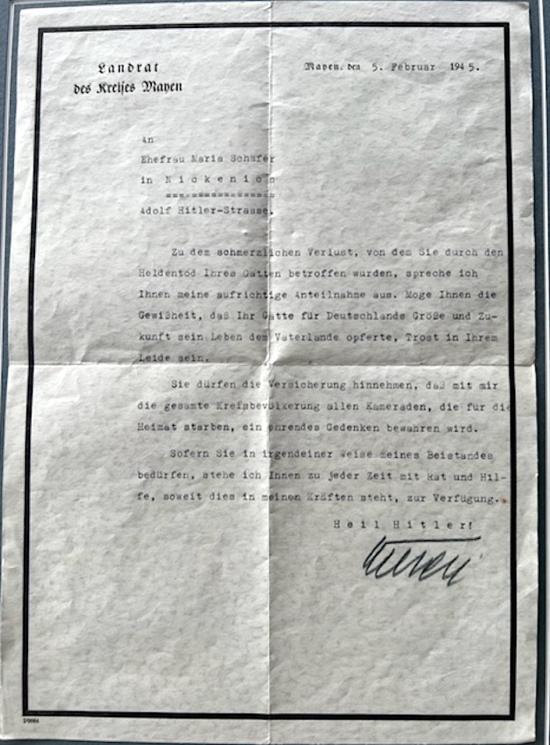 Landrat
des Kreises Mayen
Mayen, den 5. Februar 1945.
An
Ehefrau Maria Schäfer
in Nickenich
================
Adolf Hitler-Strasse.
Zu dem schmerzlichen Verlust, von dem Sie durch den
Heldentod Ihres Gatten betroffen wurden, spreche ich
Ihnen meine aufrichtige Anteilnahme aus. Möge Ihnen die
Gewißheit, daß Ihr Gatte für Deutschlands Größe und Zu-
kunft sein Leben dem Vaterlande opferte, Trost in Ihrem
Leide sein.
Sie dürfen die Versicherung hinnehmen, daß mit mir
die gesamte Kreisbevölkerung allen Kameraden, die für die
Heimat starben, ein ehrendes Gedenken bewahren wird.
Sofern Sie in irgendeiner Weise meines Beistandes
bedürfen, stehe ich Ihnen zu jeder Zeit mit Rat und Hil-
fe, soweit dies in meinen Kräften steht, zur Verfügung.
Heil Hitler!